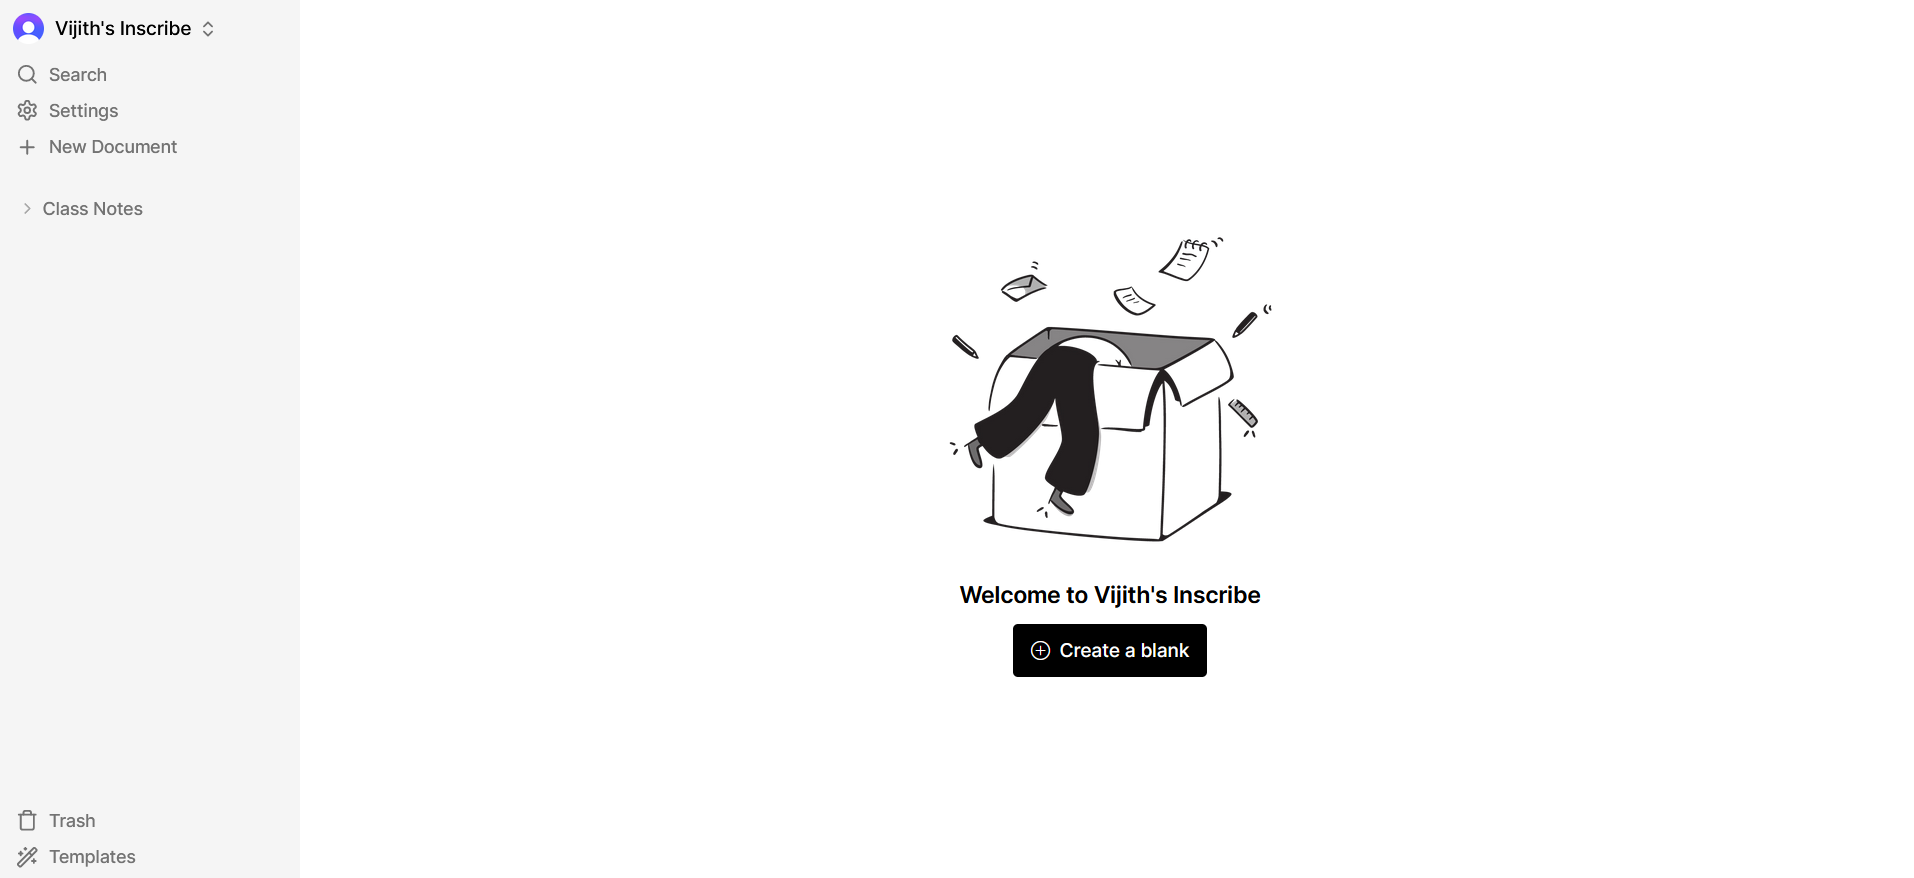 Vijith's Inscribe
Search
Settings
New Document
Class Notes
Welcome to Vijith's Inscribe
Create a blank
Trash
Templates